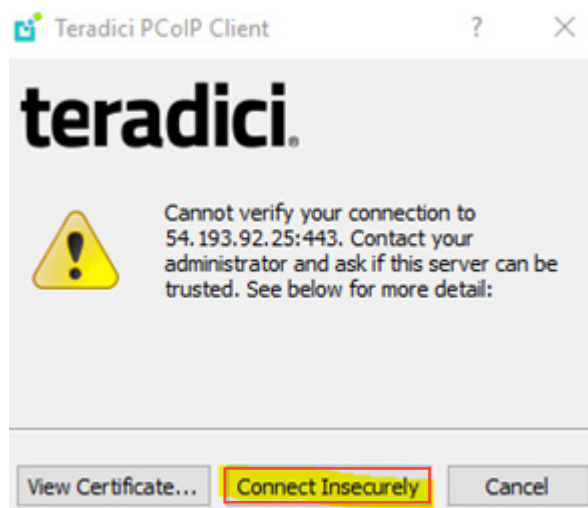 Teradici PCoIP Client
?
teradici®
Cannot verify your connection to
54.193.92.25:443. Contact your
administrator and ask if this server can be
trusted. See below for more detail:
View Certificate... Connect Insecurely Cancel